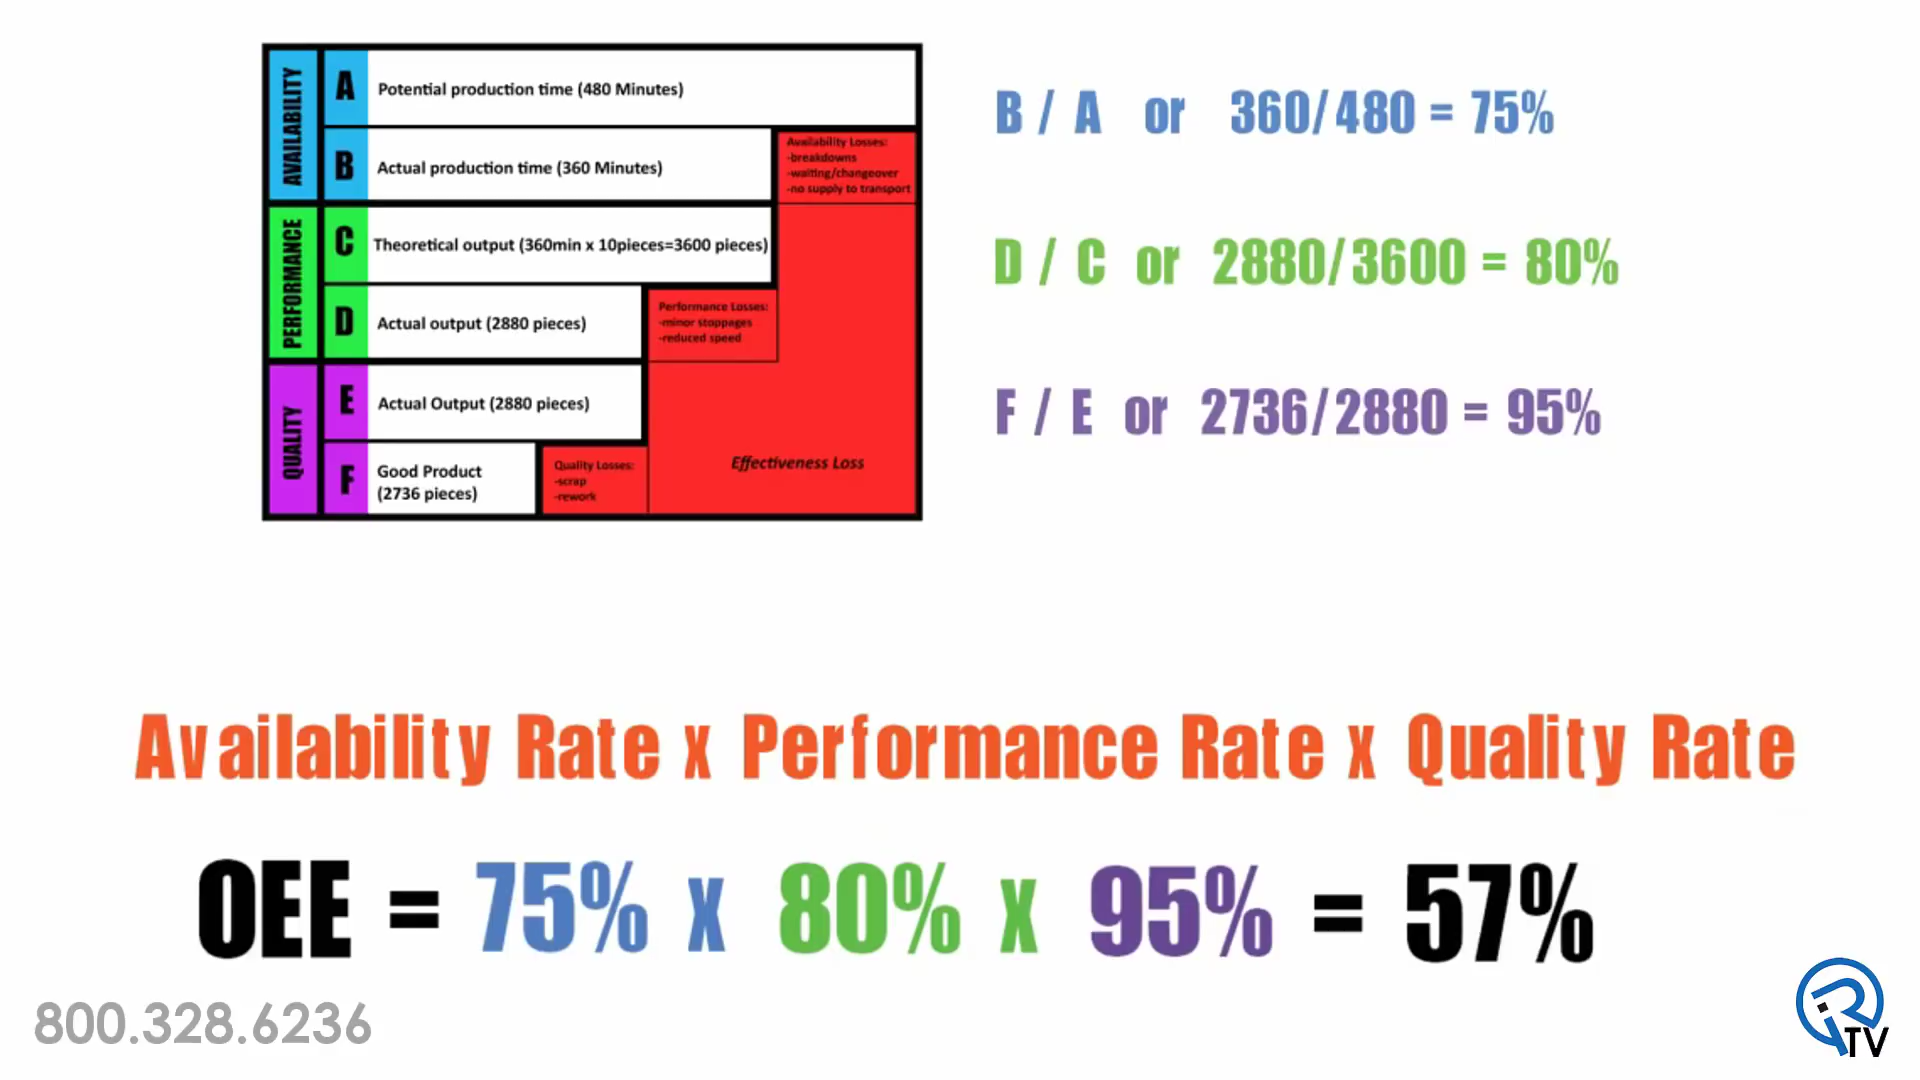 AVAILABILITY
A
Potential production time (480 Minutes)
B
Actual production time (360 Minutes)
Availability Losses:
-breakdowns
-waiting/changeover
-no supply to transport
PERFORMANCE
C
Theoretical output (360min x 10pieces=3600 pieces)
D
Actual output (2880 pieces)
Performance Losses:
-minor stoppages
-reduced speed
QUALITY
E
Actual Output (2880 pieces)
F
Good Product
(2736 pieces)
Quality Losses:
-scrap
-rework
Effectiveness Loss
B / A or 360/480 = 75%
D / C or 2880/3600 = 80%
F / E or 2736/2880 = 95%
Availability Rate x Performance Rate x Quality Rate
OEE = 75% x 80% x 95% = 57%
800.328.6236
iR TV